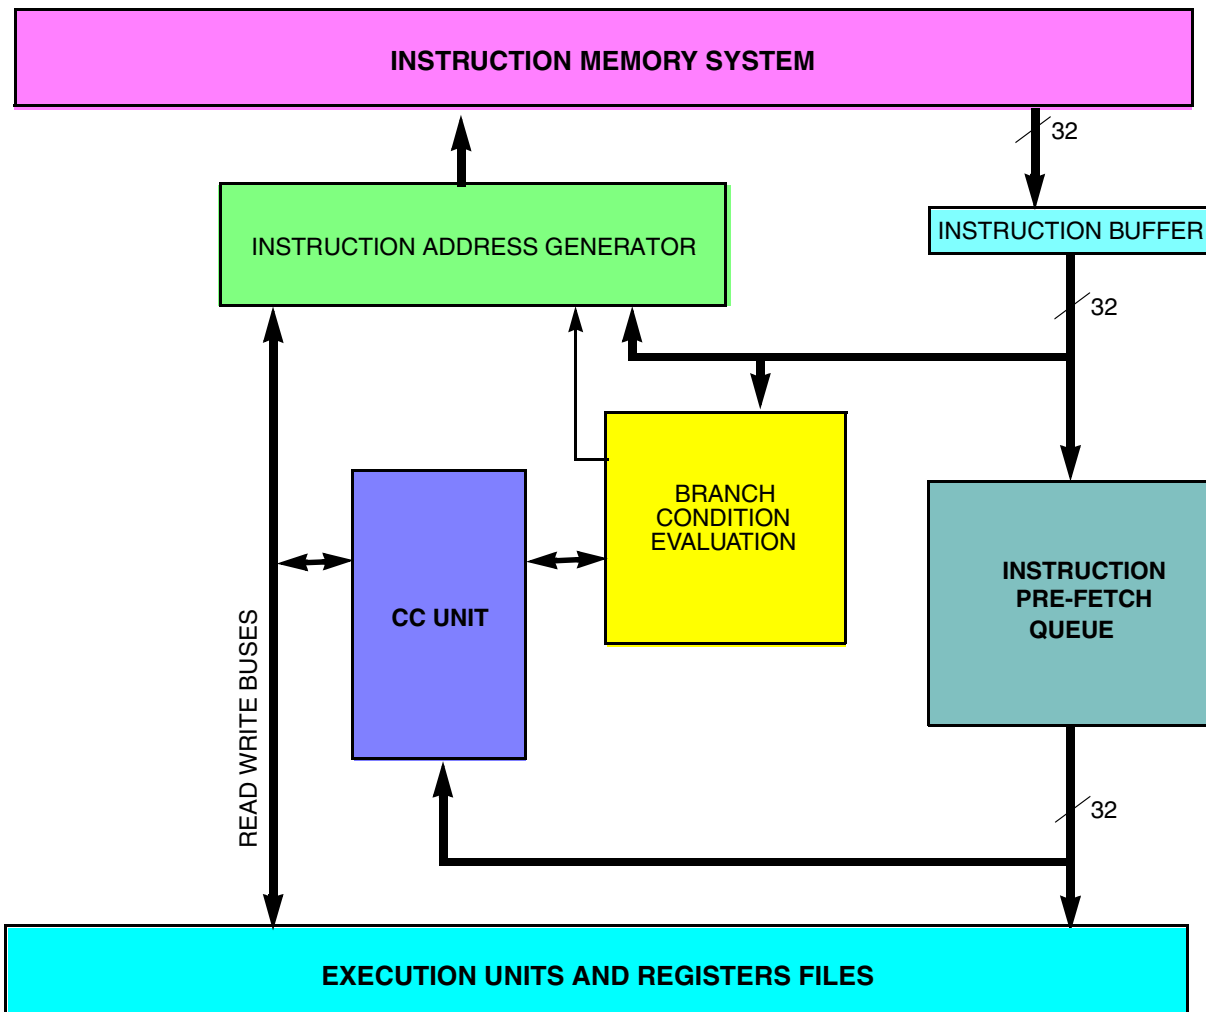 INSTRUCTION MEMORY SYSTEM
32
INSTRUCTION BUFFER
INSTRUCTION ADDRESS GENERATOR
32
BRANCH
CONDITION
EVALUATION
INSTRUCTION
PRE-FETCH
QUEUE
CC UNIT
READ WRITE BUSES
32
EXECUTION UNITS AND REGISTERS FILES